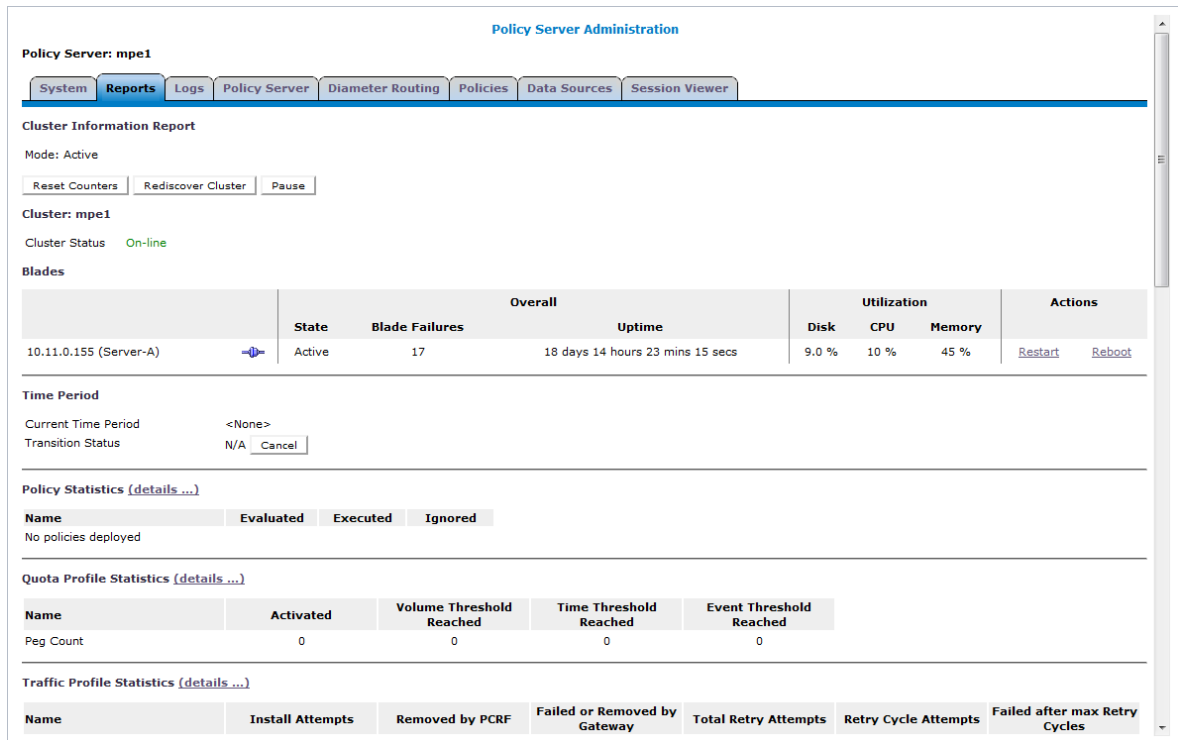 Policy Server Administration
Policy Server: mpe1
System Reports Logs Policy Server Diameter Routing Policies Data Sources Session Viewer
Cluster Information Report
Mode: Active
Reset Counters Rediscover Cluster Pause
Cluster: mpe1
Cluster Status On-line
Blades
Overall Utilization Actions
State Blade Failures Uptime Disk CPU Memory
10.11.0.155 (Server-A) Active 17 18 days 14 hours 23 mins 15 secs 9.0 % 10 % 45 % Restart Reboot
Time Period
Current Time Period <None>
Transition Status N/A Cancel
Policy Statistics (details ...)
Name Evaluated Executed Ignored
No policies deployed
Quota Profile Statistics (details ...)
Name Activated Volume Threshold Reached Time Threshold Reached Event Threshold Reached
Peg Count 0 0 0 0
Traffic Profile Statistics (details ...)
Name Install Attempts Removed by PCRF Failed or Removed by Gateway Total Retry Attempts Retry Cycle Attempts Failed after max Retry Cycles